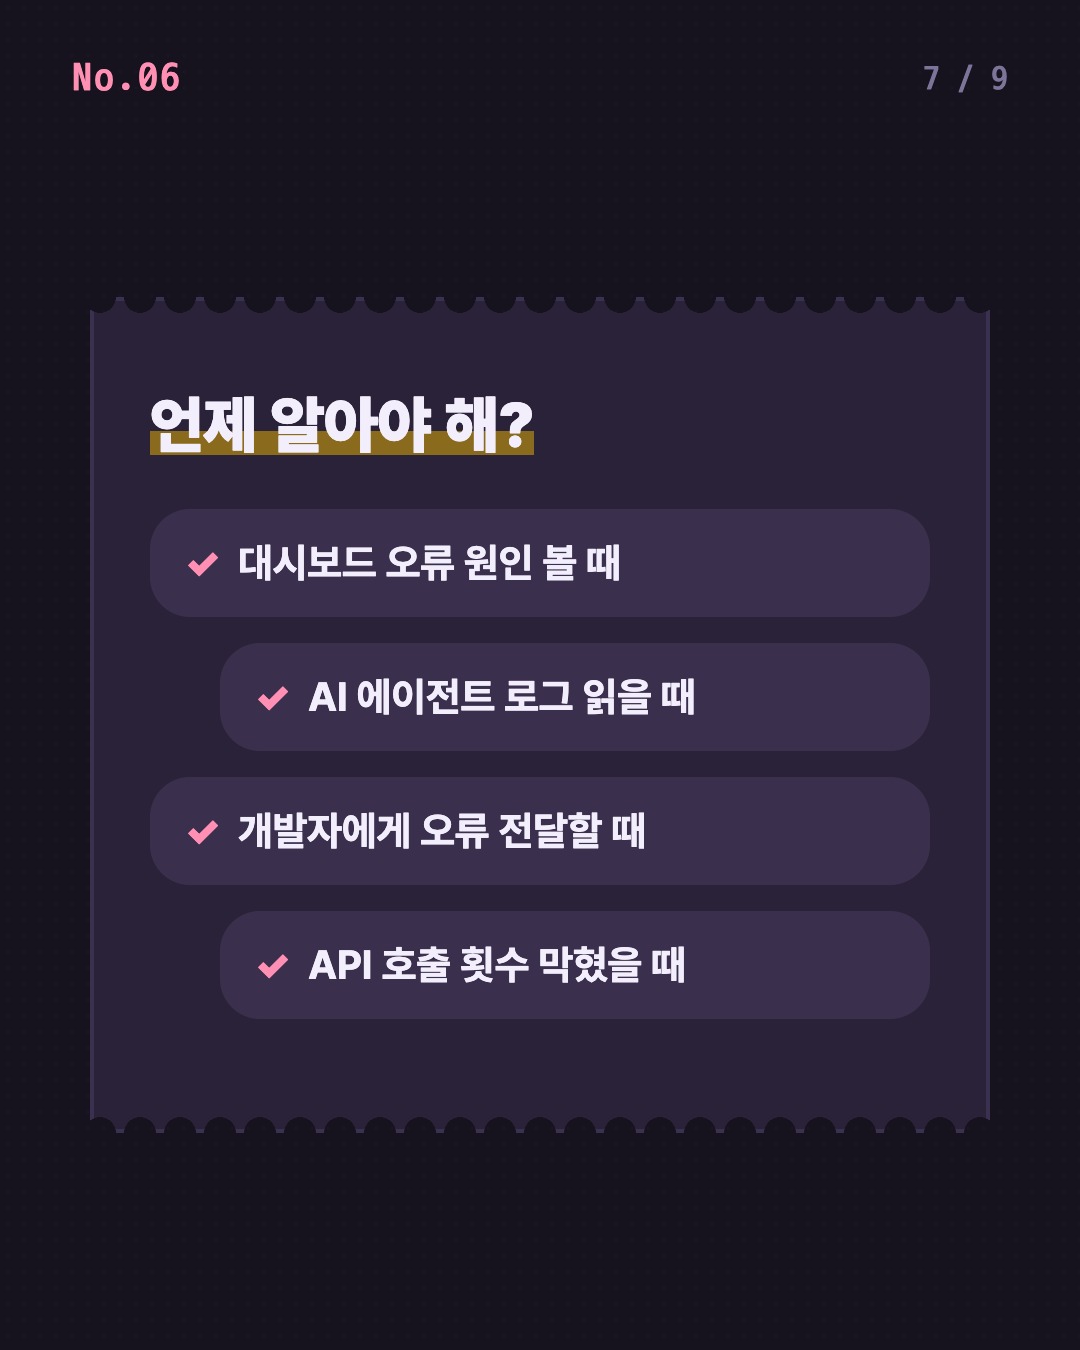 No.06
7 / 9
언제 알아야 해?
대시보드 오류 원인 볼 때
AI 에이전트 로그 읽을 때
개발자에게 오류 전달할 때
API 호출 횟수 막혔을 때